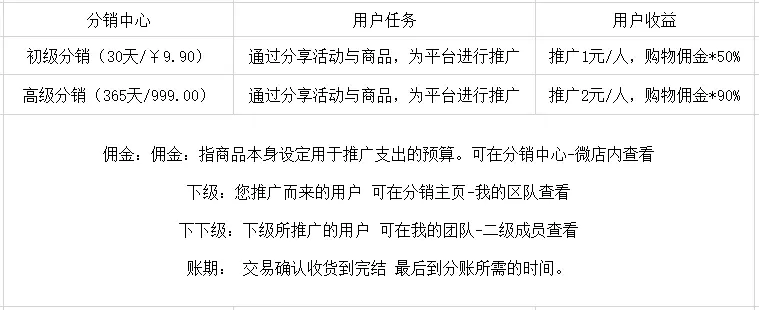 分销中心 用户任务 用户收益
初级分销（30天/￥9.90） 通过分享活动与商品，为平台进行推广 推广1元/人，购物佣金*50%
高级分销（365天/999.00） 通过分享活动与商品，为平台进行推广 推广2元/人，购物佣金*90%
佣金：佣金：指商品本身设定用于推广支出的预算。可在分销中心-微店内查看
下级：您推广而来的用户 可在分销主页-我的区队查看
下下级：下级所推广的用户 可在我的团队-二级成员查看
账期： 交易确认收货到完结 最后到分账所需的时间。